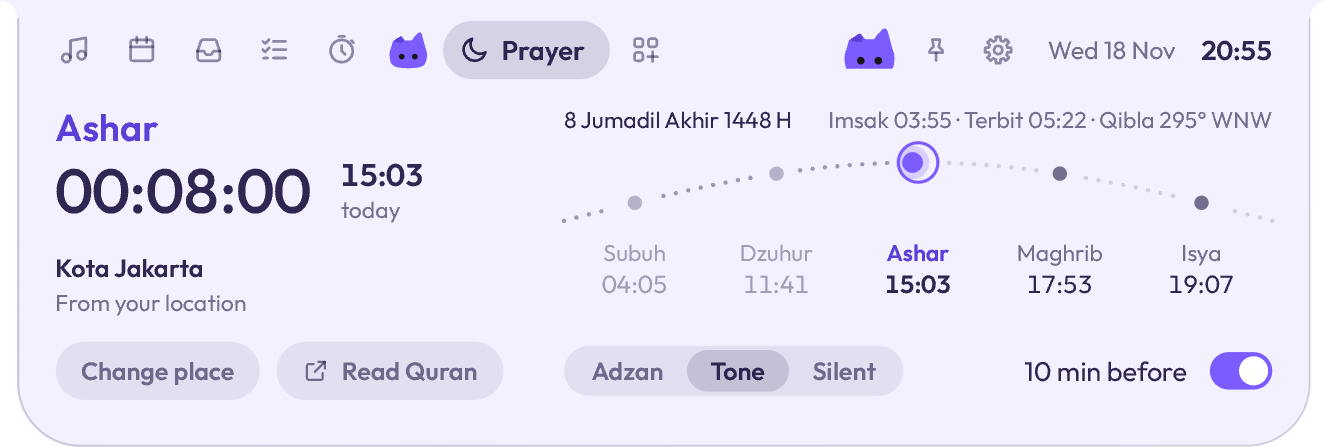 Prayer
Wed 18 Nov 20:55
Ashar
00:08:00 15:03
today
Kota Jakarta
From your location
8 Jumadil Akhir 1448 H Imsak 03:55 · Terbit 05:22 · Qibla 295° WNW
Subuh Dzuhur Ashar Maghrib Isya
04:05 11:41 15:03 17:53 19:07
Change place Read Quran Adzan Tone Silent 10 min before